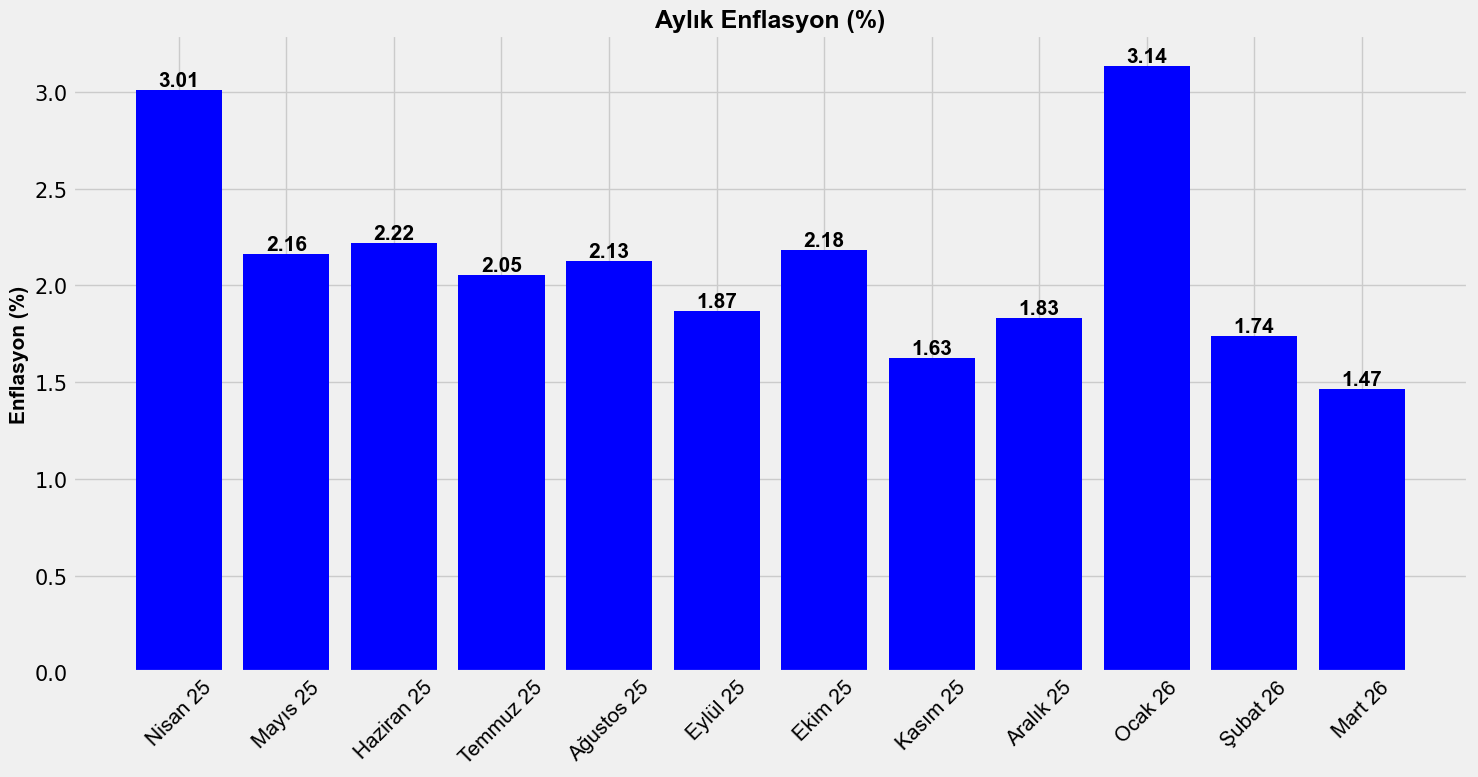 Aylık Enflasyon (%)
Enflasyon (%)
3.0
2.5
2.0
1.5
1.0
0.5
0.0
3.01
2.16
2.22
2.05
2.13
1.87
2.18
1.63
1.83
3.14
1.74
1.47
Nisan 25
Mayıs 25
Haziran 25
Temmuz 25
Ağustos 25
Eylül 25
Ekim 25
Kasım 25
Aralık 25
Ocak 26
Şubat 26
Mart 26